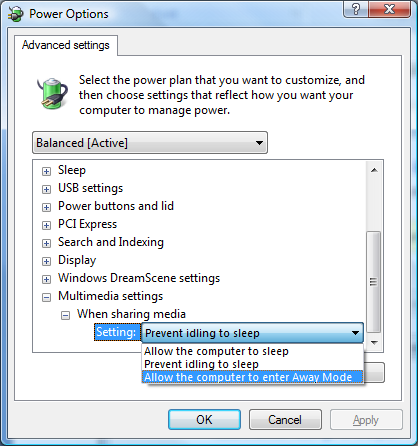 Power Options
Advanced settings
Select the power plan that you want to customize, and
then choose settings that reflect how you want your
computer to manage power.
Balanced [Active]
Sleep
USB settings
Power buttons and lid
PCI Express
Search and Indexing
Display
Windows DreamScene settings
Multimedia settings
When sharing media
Setting: Prevent idling to sleep
Allow the computer to sleep
Prevent idling to sleep
Allow the computer to enter Away Mode
OK Cancel Apply